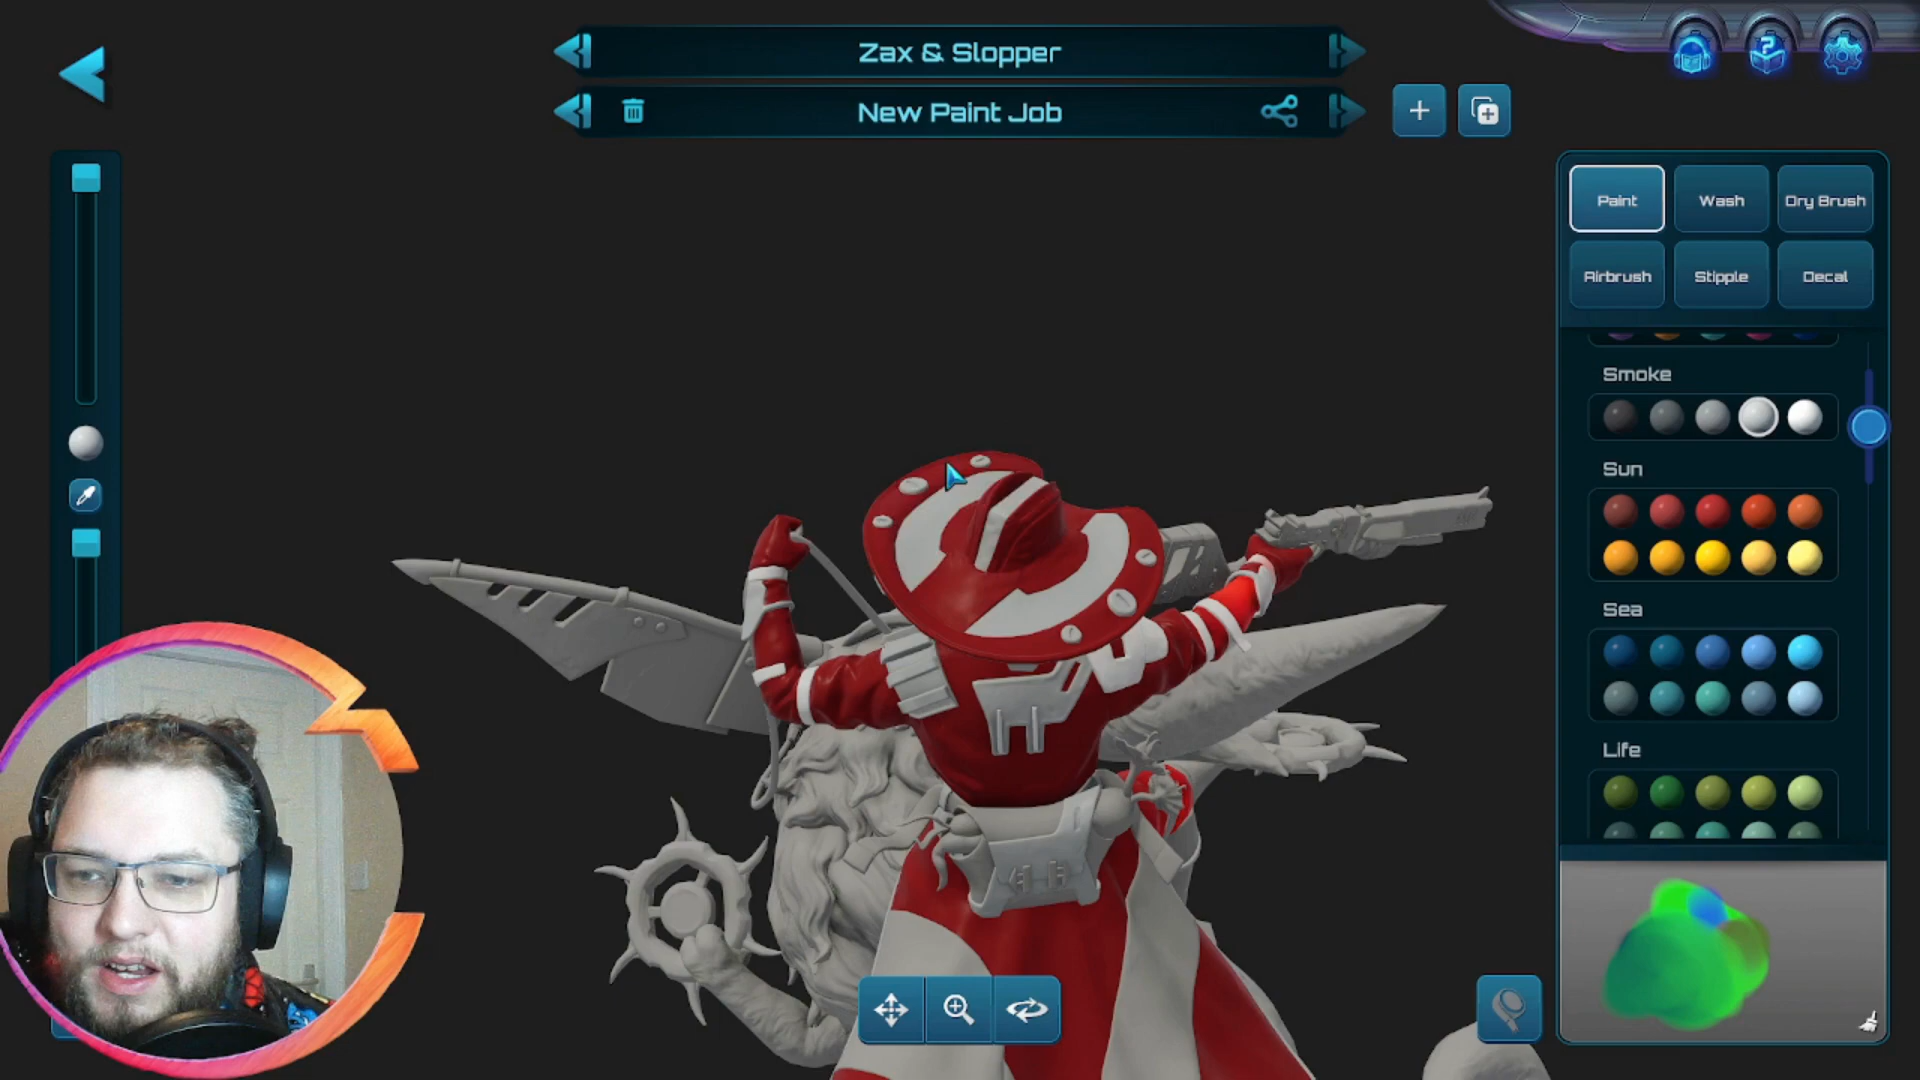 Zax & Slopper
New Paint Job
Paint
Wash
Dry Brush
Airbrush
Stipple
Decal
Smoke
Sun
Sea
Life